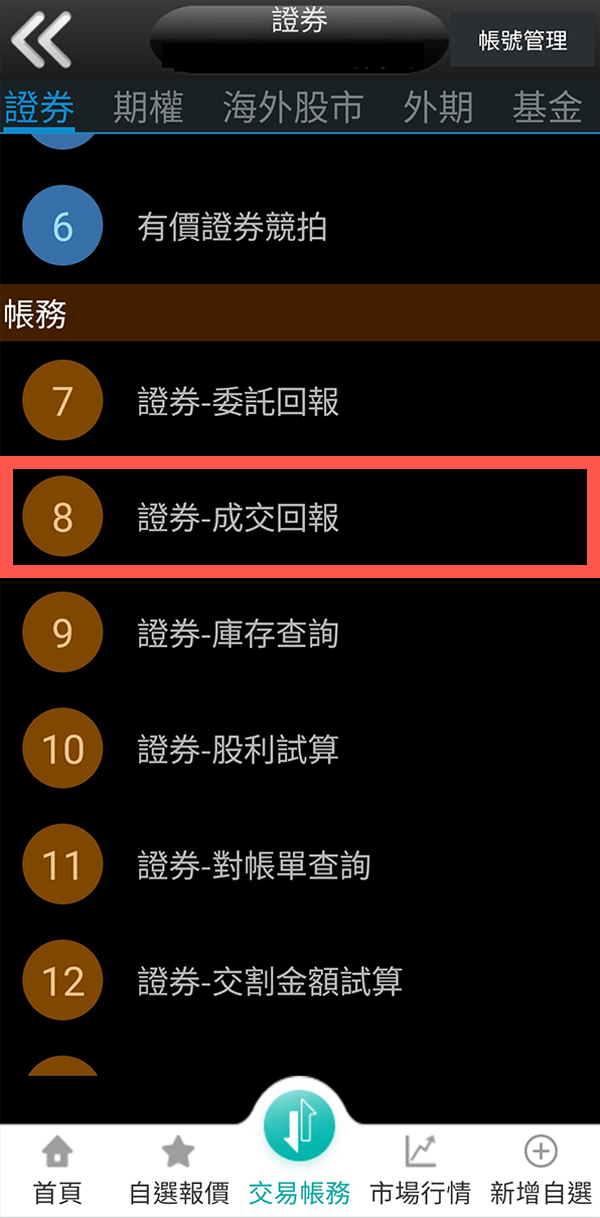 證券
帳號管理
證券 期權 海外股市 外期 基金
6 有價證券競拍
帳務
7 證券-委託回報
8 證券-成交回報
9 證券-庫存查詢
10 證券-股利試算
11 證券-對帳單查詢
12 證券-交割金額試算
首頁 自選報價 交易帳務 市場行情 新增自選